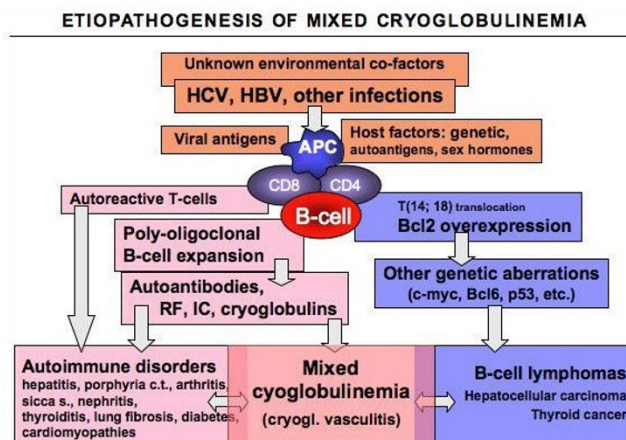 ETIOPATHOGENESIS OF MIXED CRYOGLOBULINEMIA
Unknown environmental co-factors
HCV, HBV, other infections
Viral antigens
APC
Host factors: genetic,
autoantigens, sex hormones
CD8
CD4
B-cell
Autoreactive T-cells
T(14; 18) translocation
Bcl2 overexpression
Poly-oligoclonal
B-cell expansion
Other genetic aberrations
(c-myc, Bcl6, p53, etc.)
Autoantibodies,
RF, IC, cryoglobulins
Autoimmune disorders
hepatitis, porphyria c.t., arthritis,
sicca s., nephritis,
thyroiditis, lung fibrosis, diabetes,
cardiomyopathies
Mixed
cyoglobulinemia
(cryogl. vasculitis)
B-cell lymphomas
Hepatocellular carcinoma
Thyroid cancer